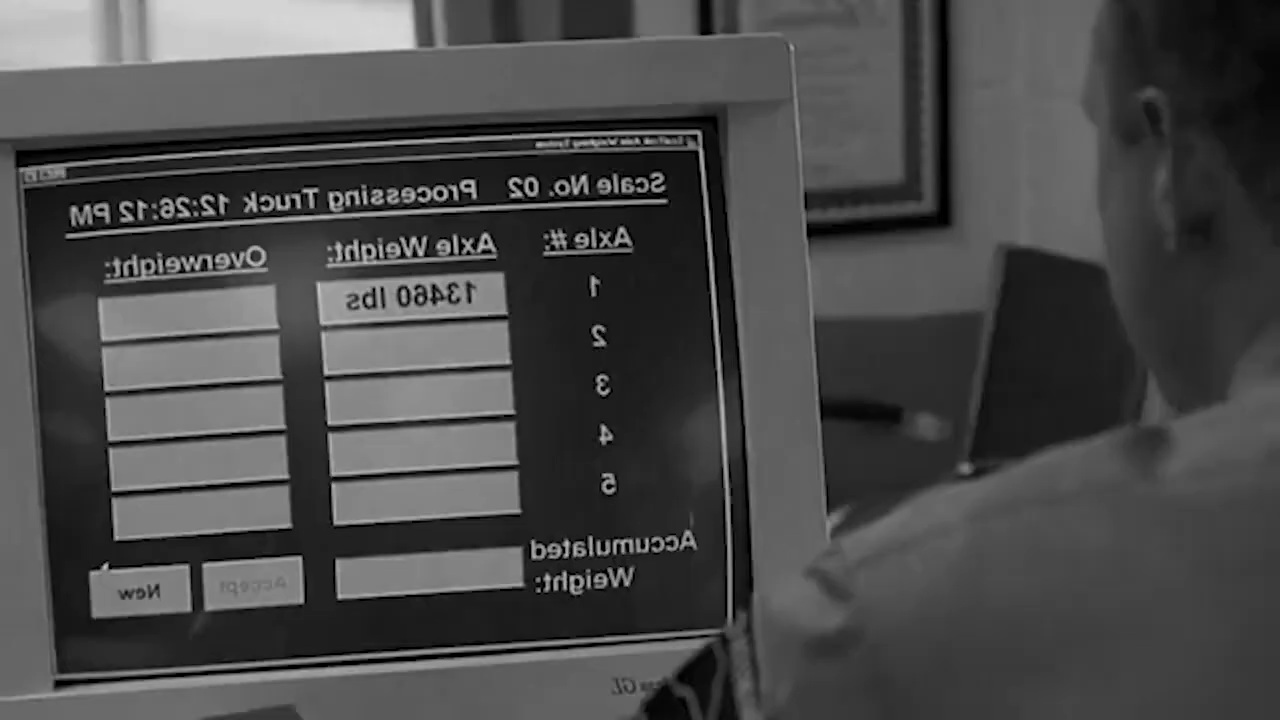 Scale No. 02 Processing Truck 12:26:12 PM
Axle #: Axle Weight: Overweight:
1 13460 lbs
2
3
4
5
Accumulated
Weight:
Accept New
GL